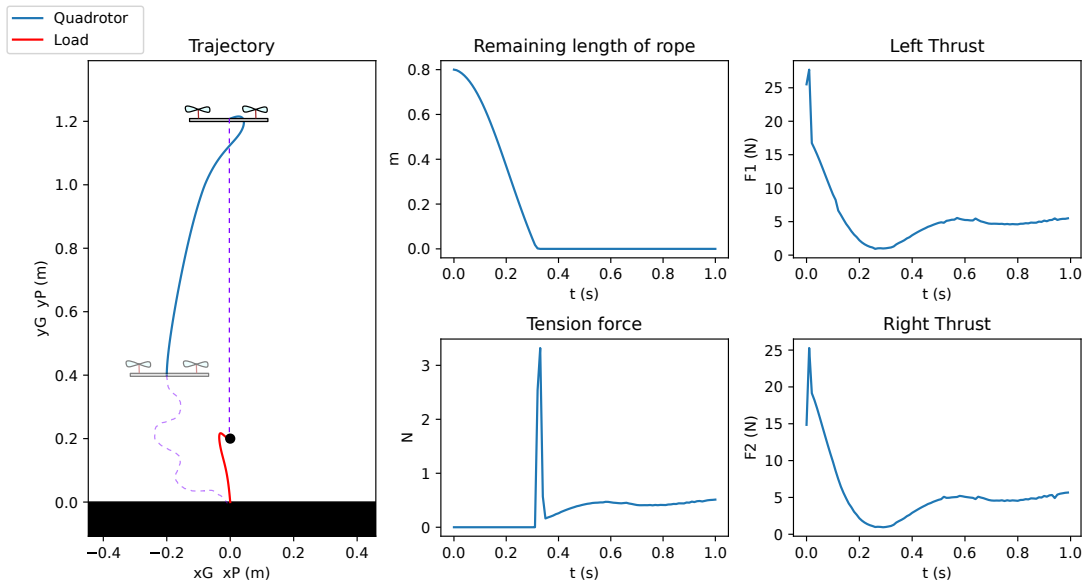 Quadrotor
Load
Trajectory
yG yP (m)
1.2
1.0
0.8
0.6
0.4
0.2
0.0
−0.4 −0.2 0.0 0.2 0.4
xG xP (m)
Remaining length of rope
m
0.8
0.6
0.4
0.2
0.0
0.0 0.2 0.4 0.6 0.8 1.0
t (s)
Left Thrust
F1 (N)
25
20
15
10
5
0
0.0 0.2 0.4 0.6 0.8 1.0
t (s)
Tension force
N
3
2
1
0
0.0 0.2 0.4 0.6 0.8 1.0
t (s)
Right Thrust
F2 (N)
25
20
15
10
5
0
0.0 0.2 0.4 0.6 0.8 1.0
t (s)